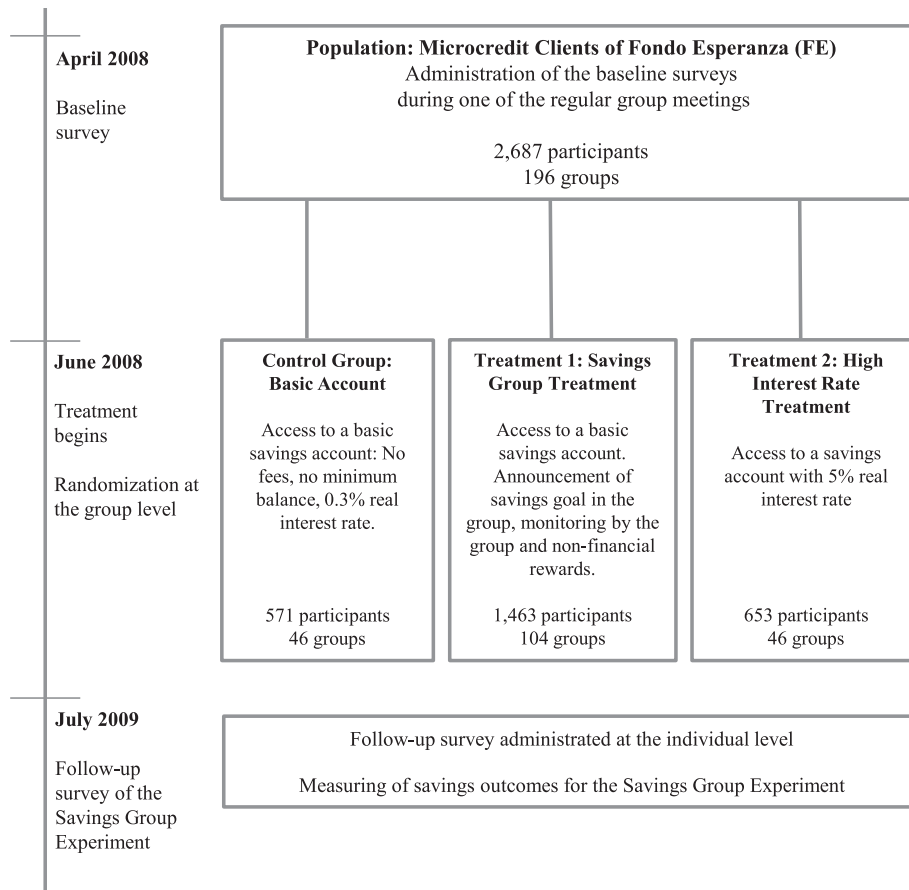 April 2008
Baseline
survey
Population: Microcredit Clients of Fondo Esperanza (FE)
Administration of the baseline surveys
during one of the regular group meetings
2,687 participants
196 groups
June 2008
Treatment
begins
Randomization at
the group level
Control Group:
Basic Account
Access to a basic
savings account: No
fees, no minimum
balance, 0.3% real
interest rate.
571 participants
46 groups
Treatment 1: Savings
Group Treatment
Access to a basic
savings account.
Announcement of
savings goal in the
group, monitoring by the
group and non-financial
rewards.
1,463 participants
104 groups
Treatment 2: High
Interest Rate
Treatment
Access to a savings
account with 5% real
interest rate
653 participants
46 groups
July 2009
Follow-up
survey of the
Savings Group
Experiment
Follow-up survey administrated at the individual level
Measuring of savings outcomes for the Savings Group Experiment